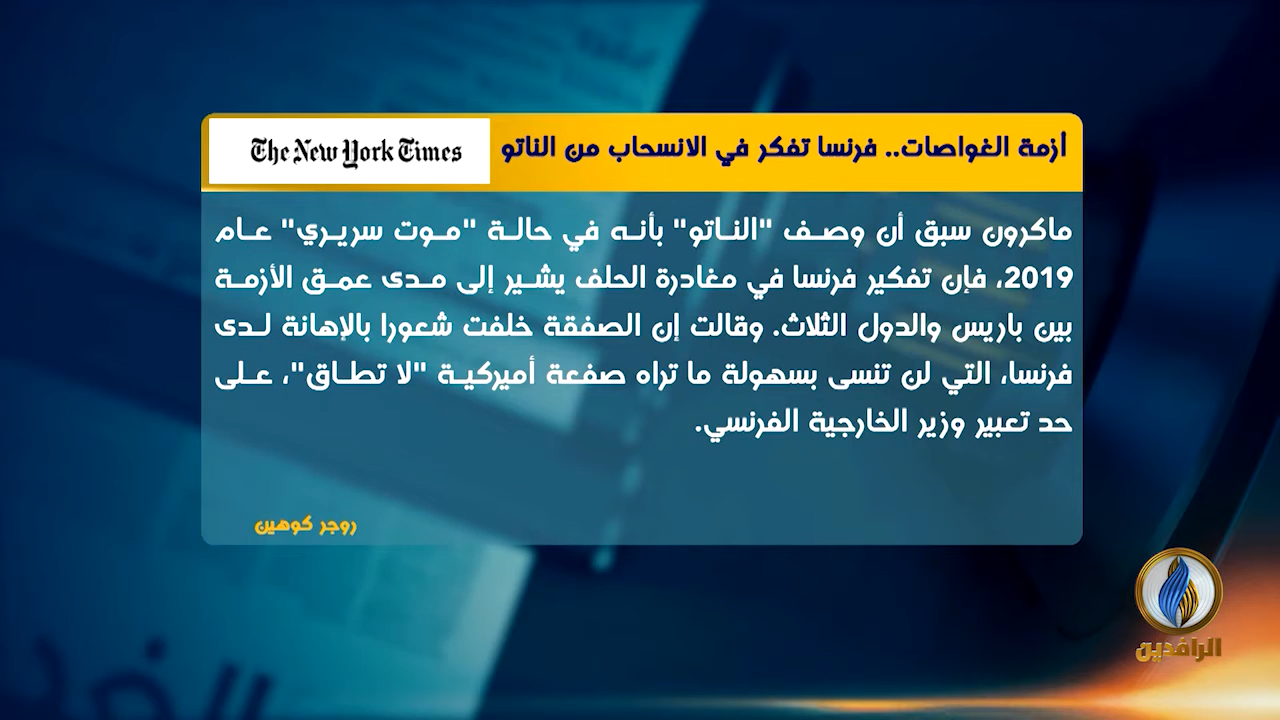 أزمة الغواصات.. فرنسا تفكر في الانسحاب من الناتو
The New York Times
ماكرون سبق أن وصف "الناتو" بأنه في حالة "موت سريري" عام
2019، فإن تفكير فرنسا في مغادرة الحلف يشير إلى مدى عمق الأزمة
بين باريس والدول الثلاث. وقالت إن الصفقة خلفت شعورا بالإهانة لدى
فرنسا، التي لن تنسى بسهولة ما تراه صفعة أميركية "لا تطاق"، على
حد تعبير وزير الخارجية الفرنسي.
روجر كوهين
الرافدين